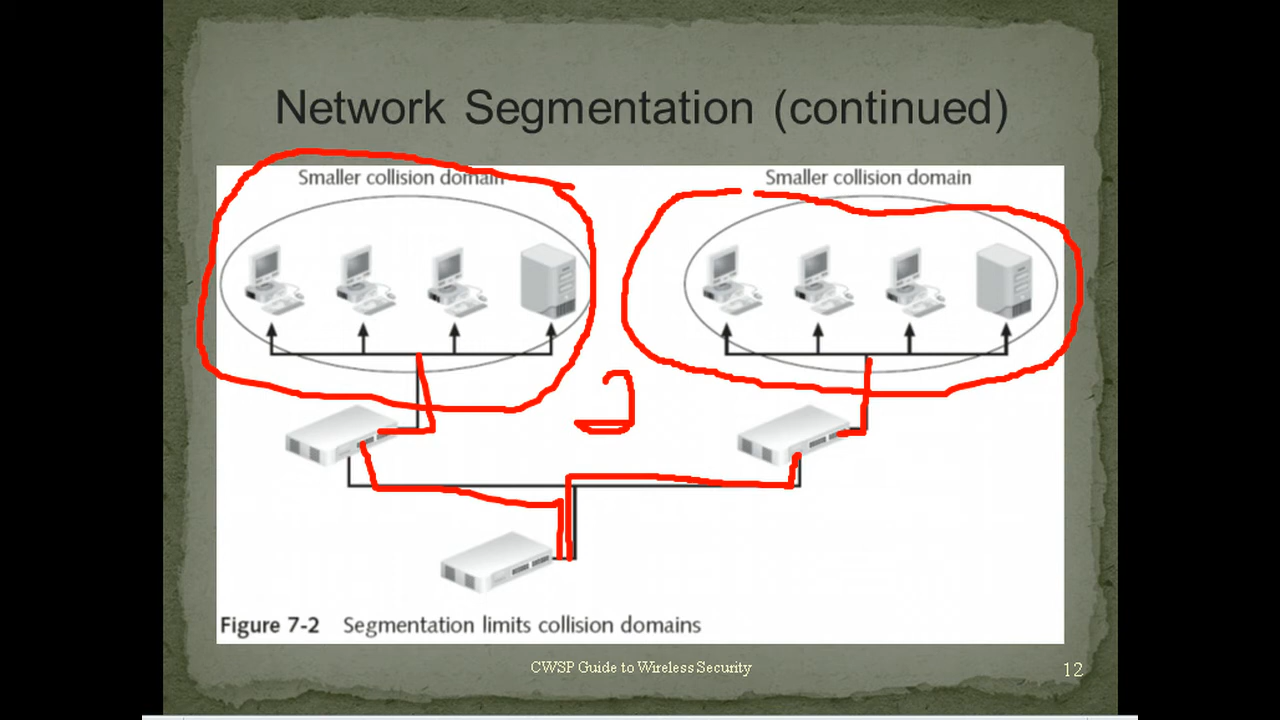 Network Segmentation (continued)
Smaller collision domain
Smaller collision domain
Figure 7-2 Segmentation limits collision domains
CWSP Guide to Wireless Security
12